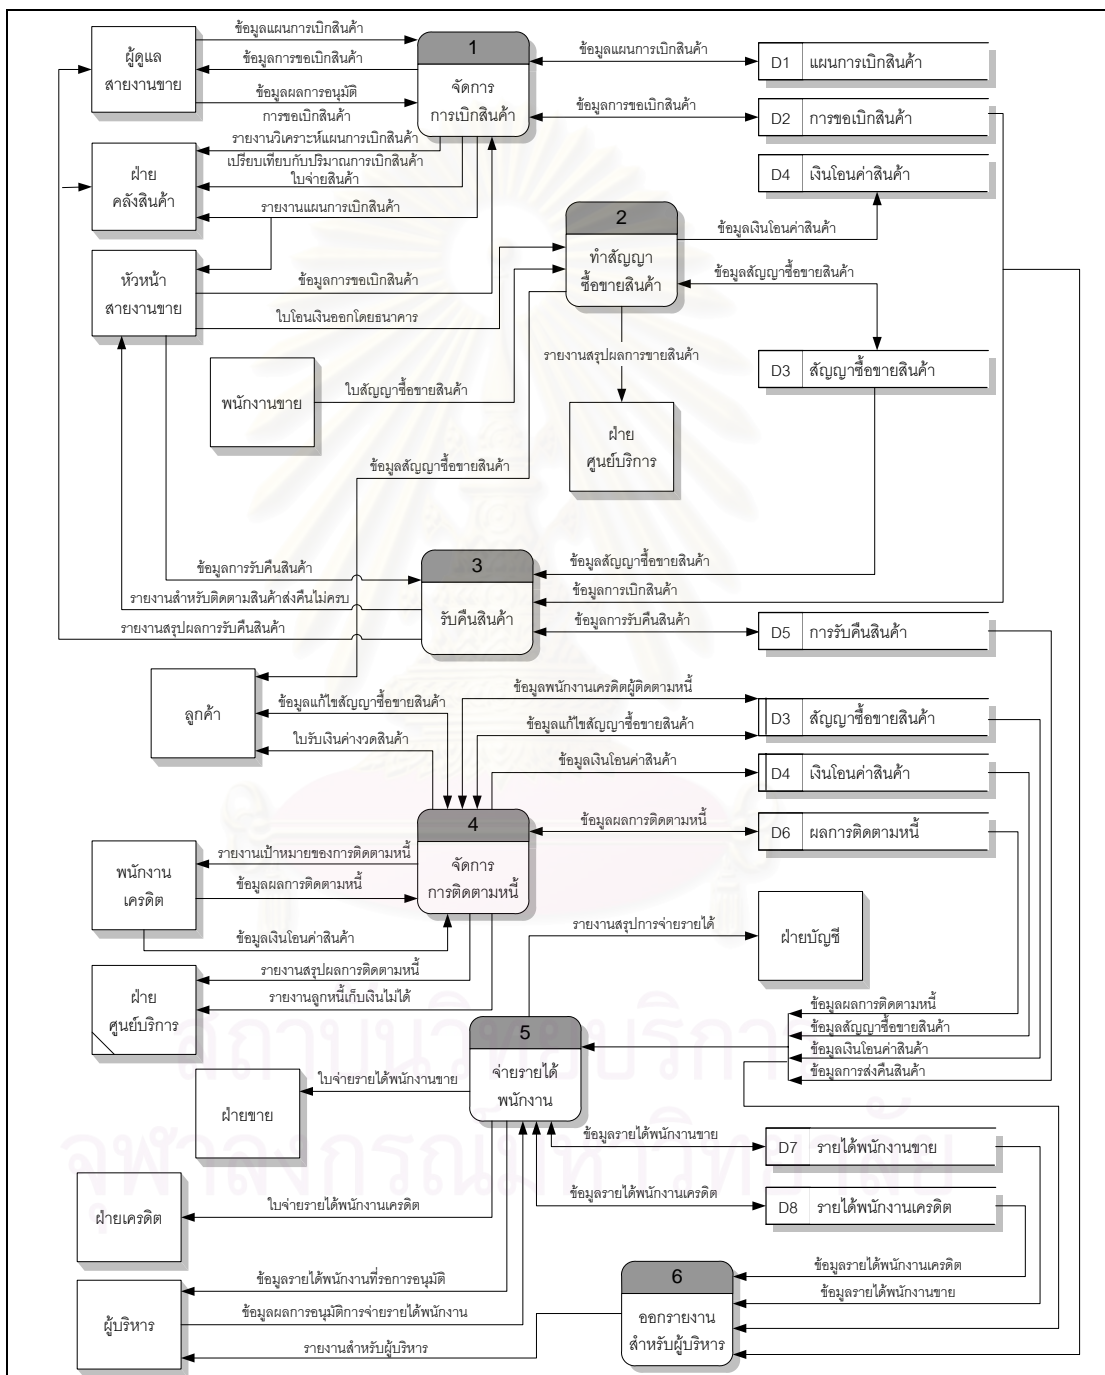 ข้อมูลแผนการเบิกสินค้า
ผู้ดูแล
สายงานขาย
ข้อมูลการขอเบิกสินค้า
ข้อมูลผลการอนุมัติ
การขอเบิกสินค้า
1
จัดการ
การเบิกสินค้า
ข้อมูลแผนการเบิกสินค้า
D1 แผนการเบิกสินค้า
ข้อมูลการขอเบิกสินค้า
D2 การขอเบิกสินค้า
D4 เงินโอนค่าสินค้า
รายงานวิเคราะห์แผนการเบิกสินค้า
เปรียบเทียบกับปริมาณการเบิกสินค้า
ใบจ่ายสินค้า
ฝ่าย
คลังสินค้า
รายงานแผนการเบิกสินค้า
2
ทำสัญญา
ซื้อขายสินค้า
ข้อมูลเงินโอนค่าสินค้า
ข้อมูลสัญญาซื้อขายสินค้า
หัวหน้า
สายงานขาย
ข้อมูลการขอเบิกสินค้า
ใบโอนเงินออกโดยธนาคาร
รายงานสรุปผลการขายสินค้า
D3 สัญญาซื้อขายสินค้า
พนักงานขาย
ใบสัญญาซื้อขายสินค้า
ฝ่าย
ศูนย์บริการ
ข้อมูลสัญญาซื้อขายสินค้า
3
รับคืนสินค้า
ข้อมูลการรับคืนสินค้า
รายงานสำหรับติดตามสินค้าส่งคืนไม่ครบ
รายงานสรุปผลการรับคืนสินค้า
ข้อมูลสัญญาซื้อขายสินค้า
ข้อมูลการเบิกสินค้า
ข้อมูลการรับคืนสินค้า
D5 การรับคืนสินค้า
ลูกค้า
ข้อมูลแก้ไขสัญญาซื้อขายสินค้า
ใบรับเงินค่างวดสินค้า
ข้อมูลพนักงานเครดิตผู้ติดตามหนี้
ข้อมูลแก้ไขสัญญาซื้อขายสินค้า
D3 สัญญาซื้อขายสินค้า
ข้อมูลเงินโอนค่าสินค้า
D4 เงินโอนค่าสินค้า
4
จัดการ
การติดตามหนี้
ข้อมูลผลการติดตามหนี้
D6 ผลการติดตามหนี้
พนักงาน
เครดิต
รายงานเป้าหมายของการติดตามหนี้
ข้อมูลผลการติดตามหนี้
ข้อมูลเงินโอนค่าสินค้า
รายงานสรุปการจ่ายรายได้
ฝ่ายบัญชี
ฝ่าย
ศูนย์บริการ
รายงานสรุปผลการติดตามหนี้
รายงานลูกหนี้เก็บเงินไม่ได้
5
จ่ายรายได้
พนักงาน
ข้อมูลผลการติดตามหนี้
ข้อมูลสัญญาซื้อขายสินค้า
ข้อมูลเงินโอนค่าสินค้า
ข้อมูลการส่งคืนสินค้า
สถาบันวิทยบริการ
ฝ่ายขาย
ใบจ่ายรายได้พนักงานขาย
ข้อมูลรายได้พนักงานขาย
D7 รายได้พนักงานขาย
จุฬาลงกรณ์มหาวิทยาลัย
ฝ่ายเครดิต
ใบจ่ายรายได้พนักงานเครดิต
ข้อมูลรายได้พนักงานเครดิต
D8 รายได้พนักงานเครดิต
ผู้บริหาร
ข้อมูลรายได้พนักงานที่รอการอนุมัติ
ข้อมูลผลการอนุมัติการจ่ายรายได้พนักงาน
รายงานสำหรับผู้บริหาร
6
ออกรายงาน
สำหรับผู้บริหาร
ข้อมูลรายได้พนักงานเครดิต
ข้อมูลรายได้พนักงานขาย